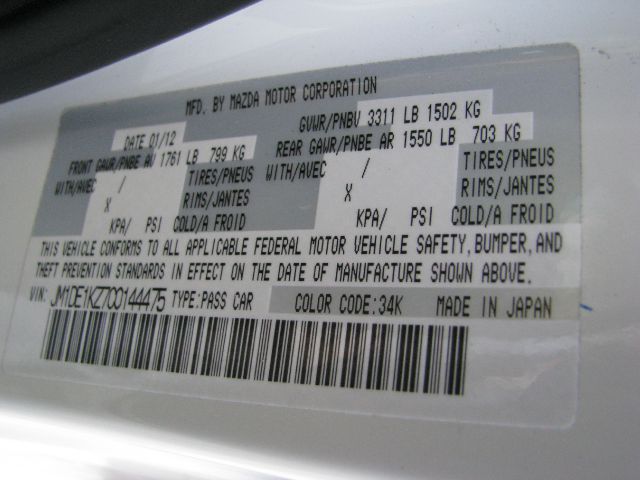 MFD. BY MAZDA MOTOR CORPORATION
DATE 01/12 GVWR/PNBV 3311 LB 1502 KG
FRONT GAWR/PNBE AV 1761 LB 799 KG REAR GAWR/PNBE AR 1550 LB 703 KG
WITH/AVEC / TIRES/PNEUS WITH/AVEC / TIRES/PNEUS
X RIMS/JANTES X RIMS/JANTES
KPA/ PSI COLD/A FROID KPA/ PSI COLD/A FROID
THIS VEHICLE CONFORMS TO ALL APPLICABLE FEDERAL MOTOR VEHICLE SAFETY, BUMPER, AND
THEFT PREVENTION STANDARDS IN EFFECT ON THE DATE OF MANUFACTURE SHOWN ABOVE.
VIN: JM1DE1KZ7C0144475 TYPE:PASS CAR COLOR CODE:34K MADE IN JAPAN